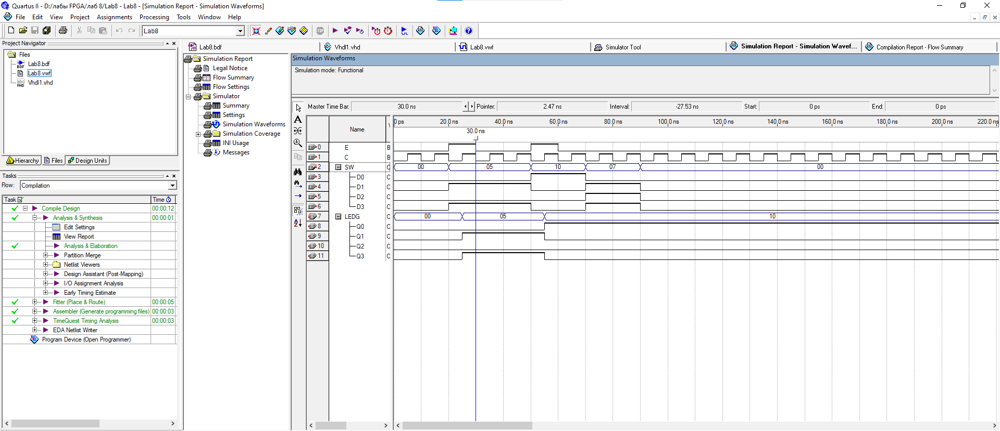 Quartus II - D:/лабы FPGA/лаб 8/Lab8 - Lab8 - [Simulation Report - Simulation Waveforms]
File Edit View Project Assignments Processing Tools Window Help
Lab8
STOP
Project Navigator
Files
Lab8.bdf
Lab8.vwf
Vhdl1.vhd
Hierarchy Files Design Units
Tasks
Flow: Compilation
Task Time
Compile Design 00:00:12
Analysis & Synthesis 00:00:01
Edit Settings
View Report
Analysis & Elaboration
Partition Merge
Netlist Viewers
Design Assistant (Post-Mapping)
I/O Assignment Analysis
Early Timing Estimate
Fitter (Place & Route) 00:00:05
Assembler (Generate programming files) 00:00:03
TimeQuest Timing Analysis 00:00:03
EDA Netlist Writer
Program Device (Open Programmer)
Lab8.bdf Vhdl1.vhd Lab8.vwf Simulator Tool Simulation Report - Simulation Wavef... Compilation Report - Flow Summary
Simulation Report
Legal Notice
Flow Summary
Flow Settings
Simulator
Summary
Settings
Simulation Waveforms
Simulation Coverage
INI Usage
Messages
Simulation Waveforms
Simulation mode: Functional
Master Time Bar: 30.0 ns Pointer: 2.47 ns Interval: -27.53 ns Start: 0 ps End: 0 ps
Name
0 ps 20.0 ns 40.0 ns 60.0 ns 80.0 ns 100.0 ns 120.0 ns 140.0 ns 160.0 ns 180.0 ns 200.0 ns 220.0 ns
30.0 ns
0 E B
1 C B
2 SW 00 05 10 07 00
3 D0
4 D1
5 D2
6 D3
7 LEDG 00 05 10
8 Q0
9 Q1
10 Q2
11 Q3